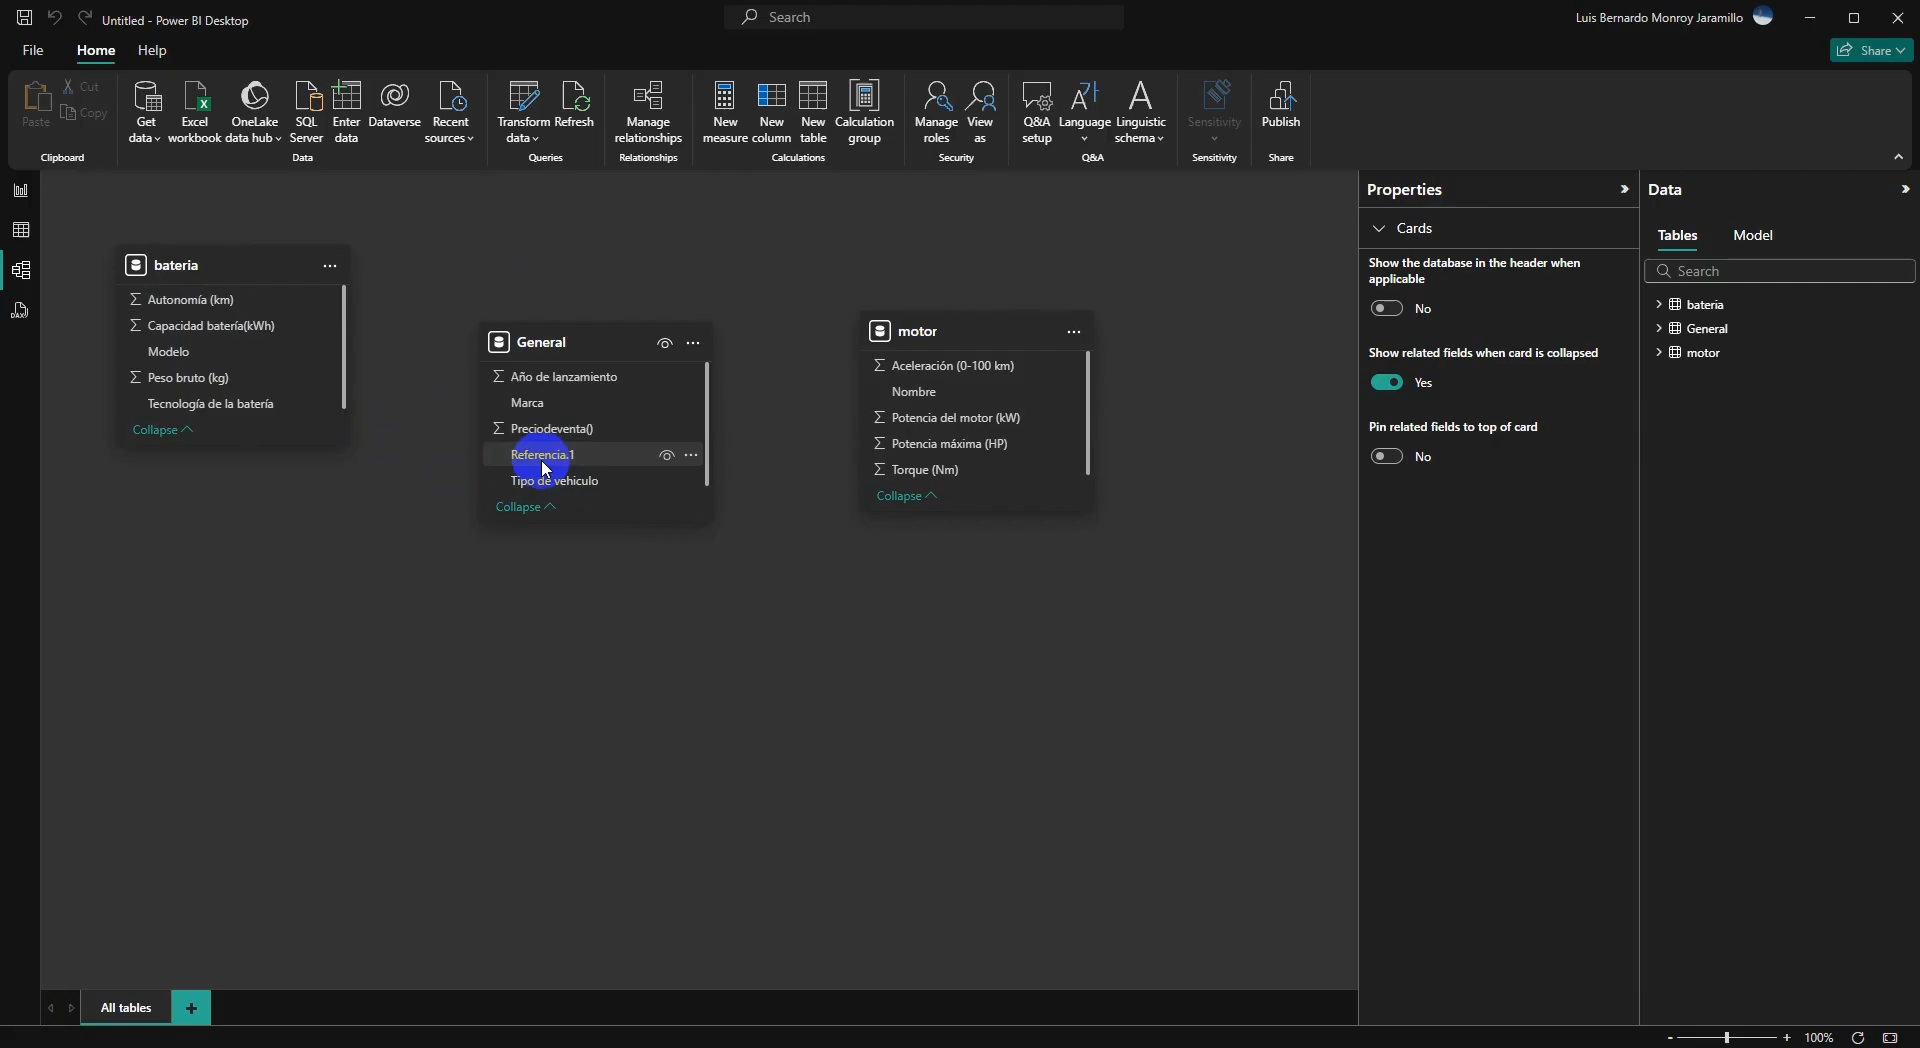 Untitled - Power BI Desktop
Search
Luis Bernardo Monroy Jaramillo
File
Home
Help
Share
Paste
Cut
Copy
Clipboard
Get data
Excel workbook
OneLake data hub
SQL Server
Enter data
Dataverse
Recent sources
Data
Transform data
Refresh
Queries
Manage relationships
Relationships
New measure
New column
New table
Calculation group
Calculations
Manage roles
View as
Security
Q&A setup
Language
Linguistic schema
Q&A
Sensitivity
Sensitivity
Publish
Share
DAX
bateria
Autonomía (km)
Capacidad batería(kWh)
Modelo
Peso bruto (kg)
Tecnología de la batería
Collapse
General
Año de lanzamiento
Marca
Preciodeventa()
Referencia.1
Tipo de vehiculo
Collapse
motor
Aceleración (0-100 km)
Nombre
Potencia del motor (kW)
Potencia máxima (HP)
Torque (Nm)
Collapse
Properties
Cards
Show the database in the header when
applicable
No
Show related fields when card is collapsed
Yes
Pin related fields to top of card
No
Data
Tables
Model
Search
bateria
General
motor
All tables
100%